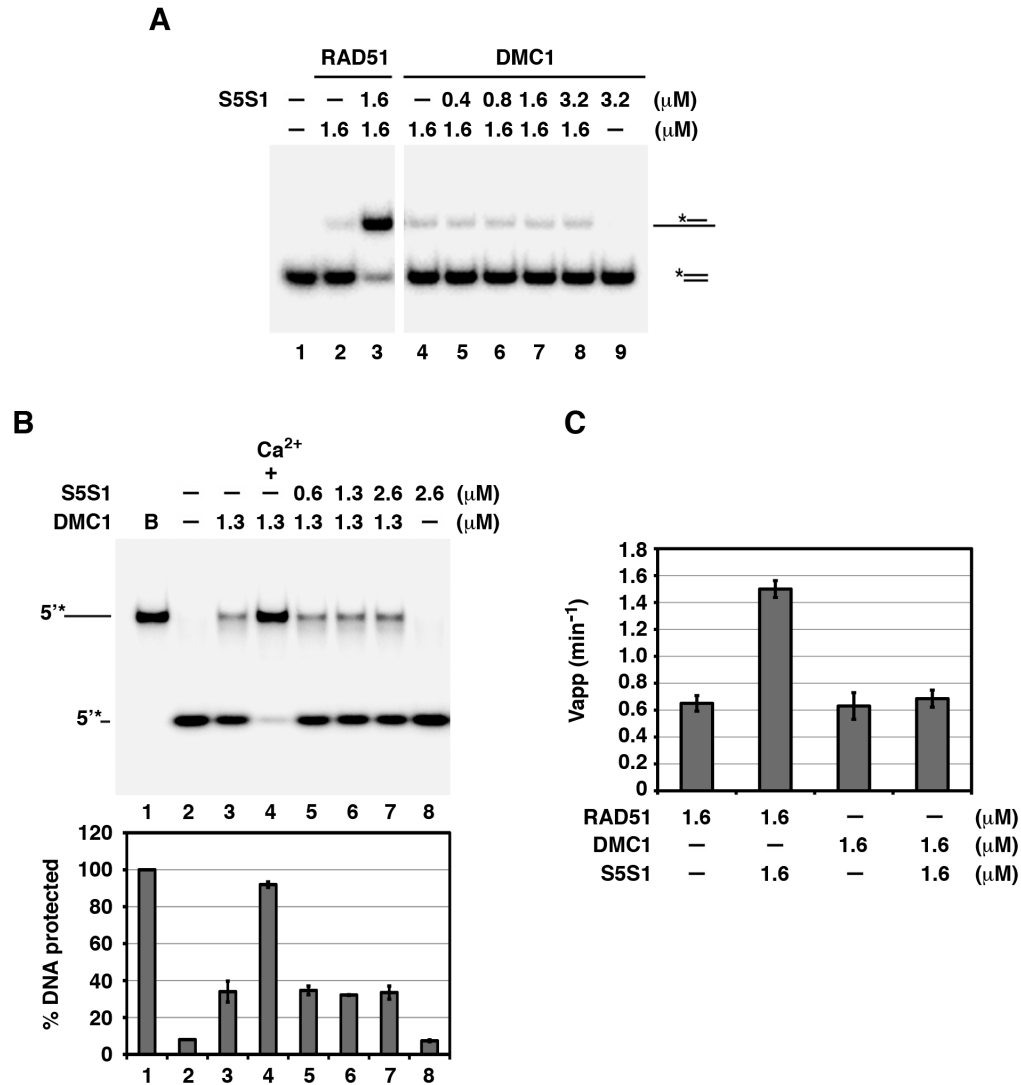 A
RAD51 DMC1
S5S1 – – 1.6 – 0.4 0.8 1.6 3.2 3.2 (μM)
– 1.6 1.6 1.6 1.6 1.6 1.6 1.6 – (μM)
*
*
1 2 3 4 5 6 7 8 9
B
Ca2+
+
S5S1 – – – 0.6 1.3 2.6 2.6 (μM)
DMC1 B – 1.3 1.3 1.3 1.3 1.3 – (μM)
5'*
5'*
1 2 3 4 5 6 7 8
% DNA protected
120
100
80
60
40
20
0
1 2 3 4 5 6 7 8
C
Vapp (min−1)
1.8
1.6
1.4
1.2
1.0
0.8
0.6
0.4
0.2
0
RAD51 1.6 1.6 – – (μM)
DMC1 – – 1.6 1.6 (μM)
S5S1 – 1.6 – 1.6 (μM)